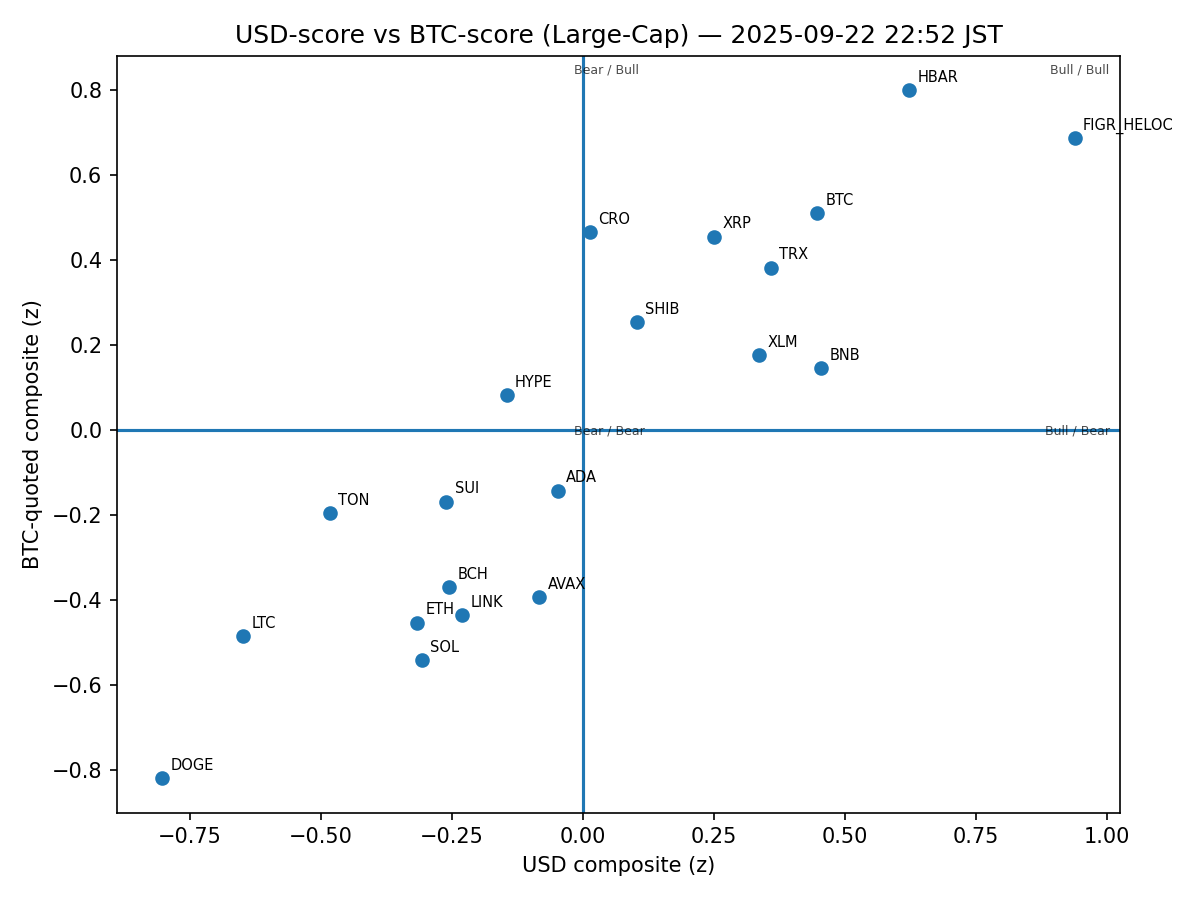 USD-score vs BTC-score (Large-Cap) — 2025-09-22 22:52 JST
Bear / Bull
Bull / Bull
HBAR
FIGR_HELOC
BTC
CRO
XRP
TRX
SHIB
XLM
BNB
HYPE
Bear / Bear
Bull / Bear
ADA
SUI
TON
BCH
AVAX
LINK
ETH
LTC
SOL
DOGE
0.8
0.6
0.4
0.2
0.0
−0.2
−0.4
−0.6
−0.8
BTC-quoted composite (z)
−0.75
−0.50
−0.25
0.00
0.25
0.50
0.75
1.00
USD composite (z)